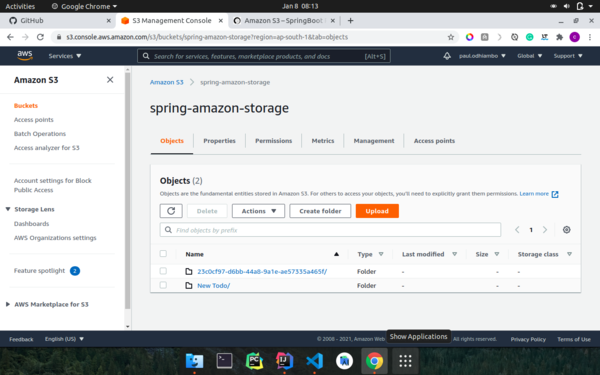 Activities
Google Chrome
Jan 8 08:13
GitHub
S3 Management Console
Amazon S3 – SpringBoot
s3.console.aws.amazon.com/s3/buckets/spring-amazon-storage?region=ap-south-1&tab=objects
aws
Services
Search for services, features, marketplace products, and docs
[Alt+S]
paul.odhiambo
Global
Support
Amazon S3
Buckets
Access points
Batch Operations
Access analyzer for S3
Account settings for Block
Public Access
Storage Lens
Dashboards
AWS Organizations settings
Feature spotlight 2
AWS Marketplace for S3
Amazon S3 > spring-amazon-storage
spring-amazon-storage
Objects Properties Permissions Metrics Management Access points
Objects (2)
Objects are the fundamental entities stored in Amazon S3. For others to access your objects, you'll need to explicitly grant them permissions. Learn more
Delete Actions Create folder Upload
Find objects by prefix
1
Name Type Last modified Size Storage class
23c0cf97-d6bb-44a8-9a1e-ae57335a465f/ Folder - - -
New Todo/ Folder - - -
Feedback English (US) © 2008 - 2021, Amazon Web All rights reserved. Privacy Policy Terms of Use
Show Applications